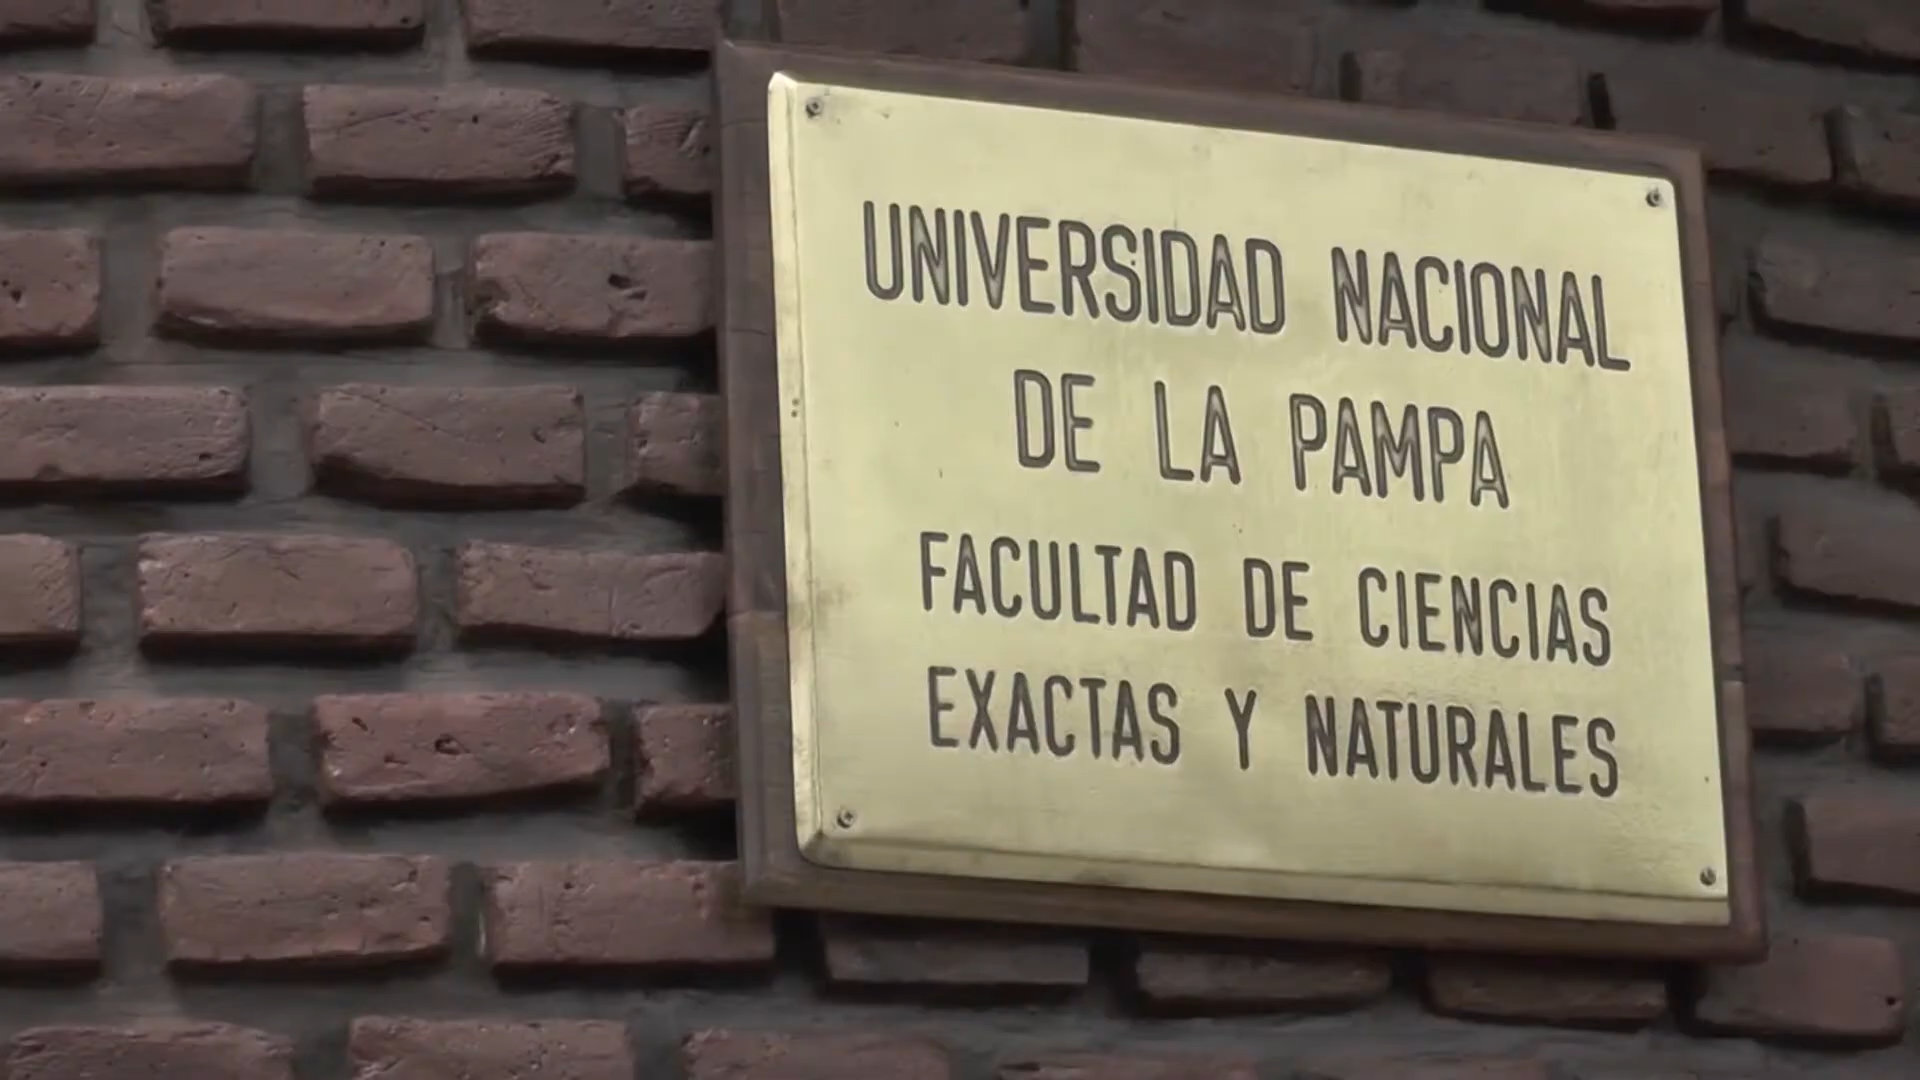 UNIVERSIDAD NACIONAL
DE LA PAMPA
FACULTAD DE CIENCIAS
EXACTAS Y NATURALES